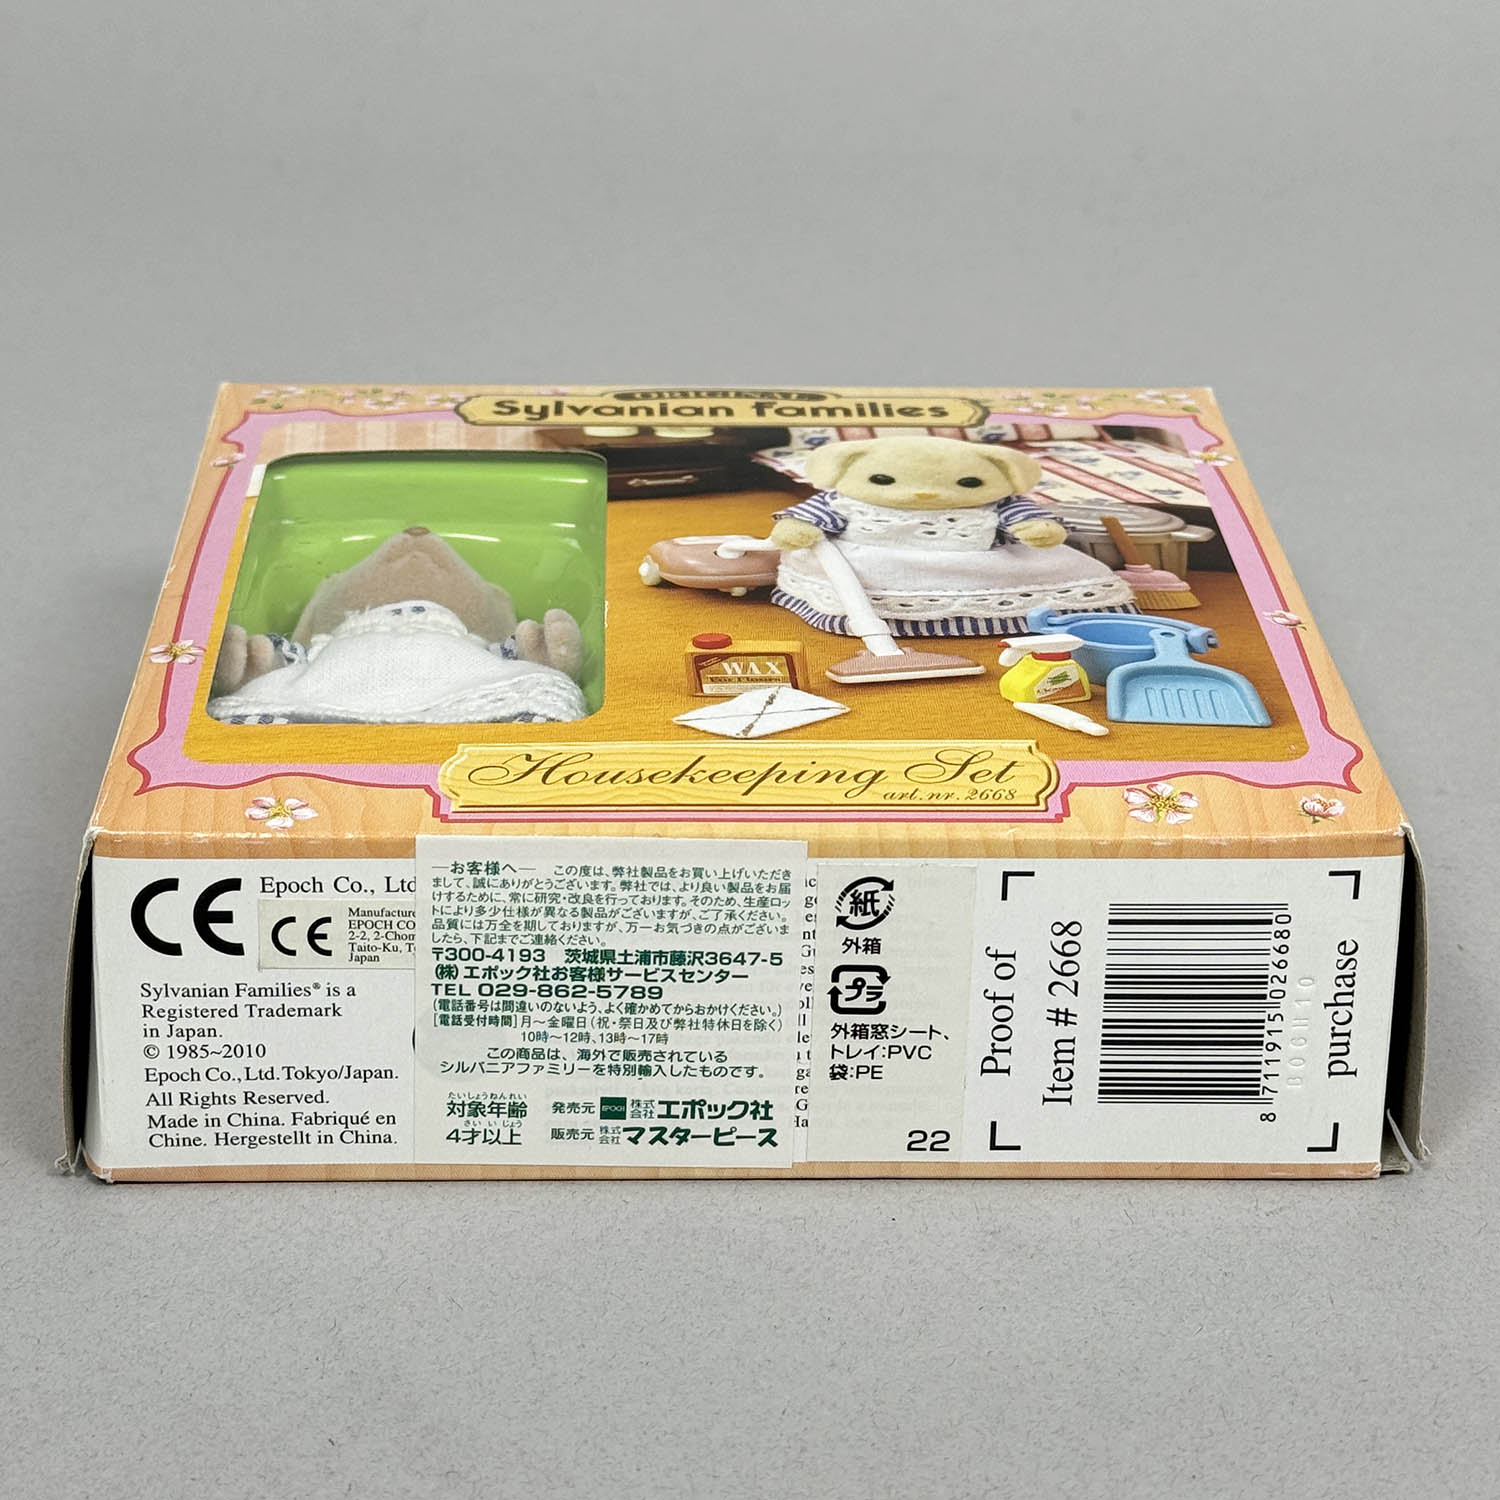 ORIGINAL
Sylvanian Families
WAX
Housekeeping Set
art.nr.2668
CE
Epoch Co., Ltd
CE
Manufacture
EPOCH CO
2-2, 2-Chom
Taito-Ku, T
Japan
Sylvanian Families® is a
Registered Trademark
in Japan.
© 1985~2010
Epoch Co., Ltd. Tokyo/Japan.
All Rights Reserved.
Made in China. Fabriqué en
Chine. Hergestellt in China.
―お客様へ― この度は、弊社製品をお買い上げいただき
まして、誠にありがとうございます。弊社では、より良い製品をお届
けするために、常に研究・改良を行っております。そのため、生産ロッ
トにより多少仕様が異なる製品がございますが、ご了承ください。
品質には万全を期しておりますが、万一お気づきの点がございま
したら、下記までご連絡ください。
〒300-4193 茨城県土浦市藤沢3647-5
(株)エポック社お客様サービスセンター
TEL 029-862-5789
(電話番号は間違いのないよう、よく確かめてからおかけください。)
[電話受付時間]月～金曜日(祝・祭日及び弊社特休日を除く)
10時～12時、13時～17時
この商品は、海外で販売されている
シルバニアファミリーを特別輸入したものです。
たいしょうねんれい
対象年齢
さいいじょう
4才以上
発売元 EPOCH 株式会社 エポック社
販売元 株式会社 マスターピース
紙
外箱
プラ
外箱窓シート、
トレイ:PVC
袋:PE
22
Proof of
Item # 2668
8 711915 026680
purchase